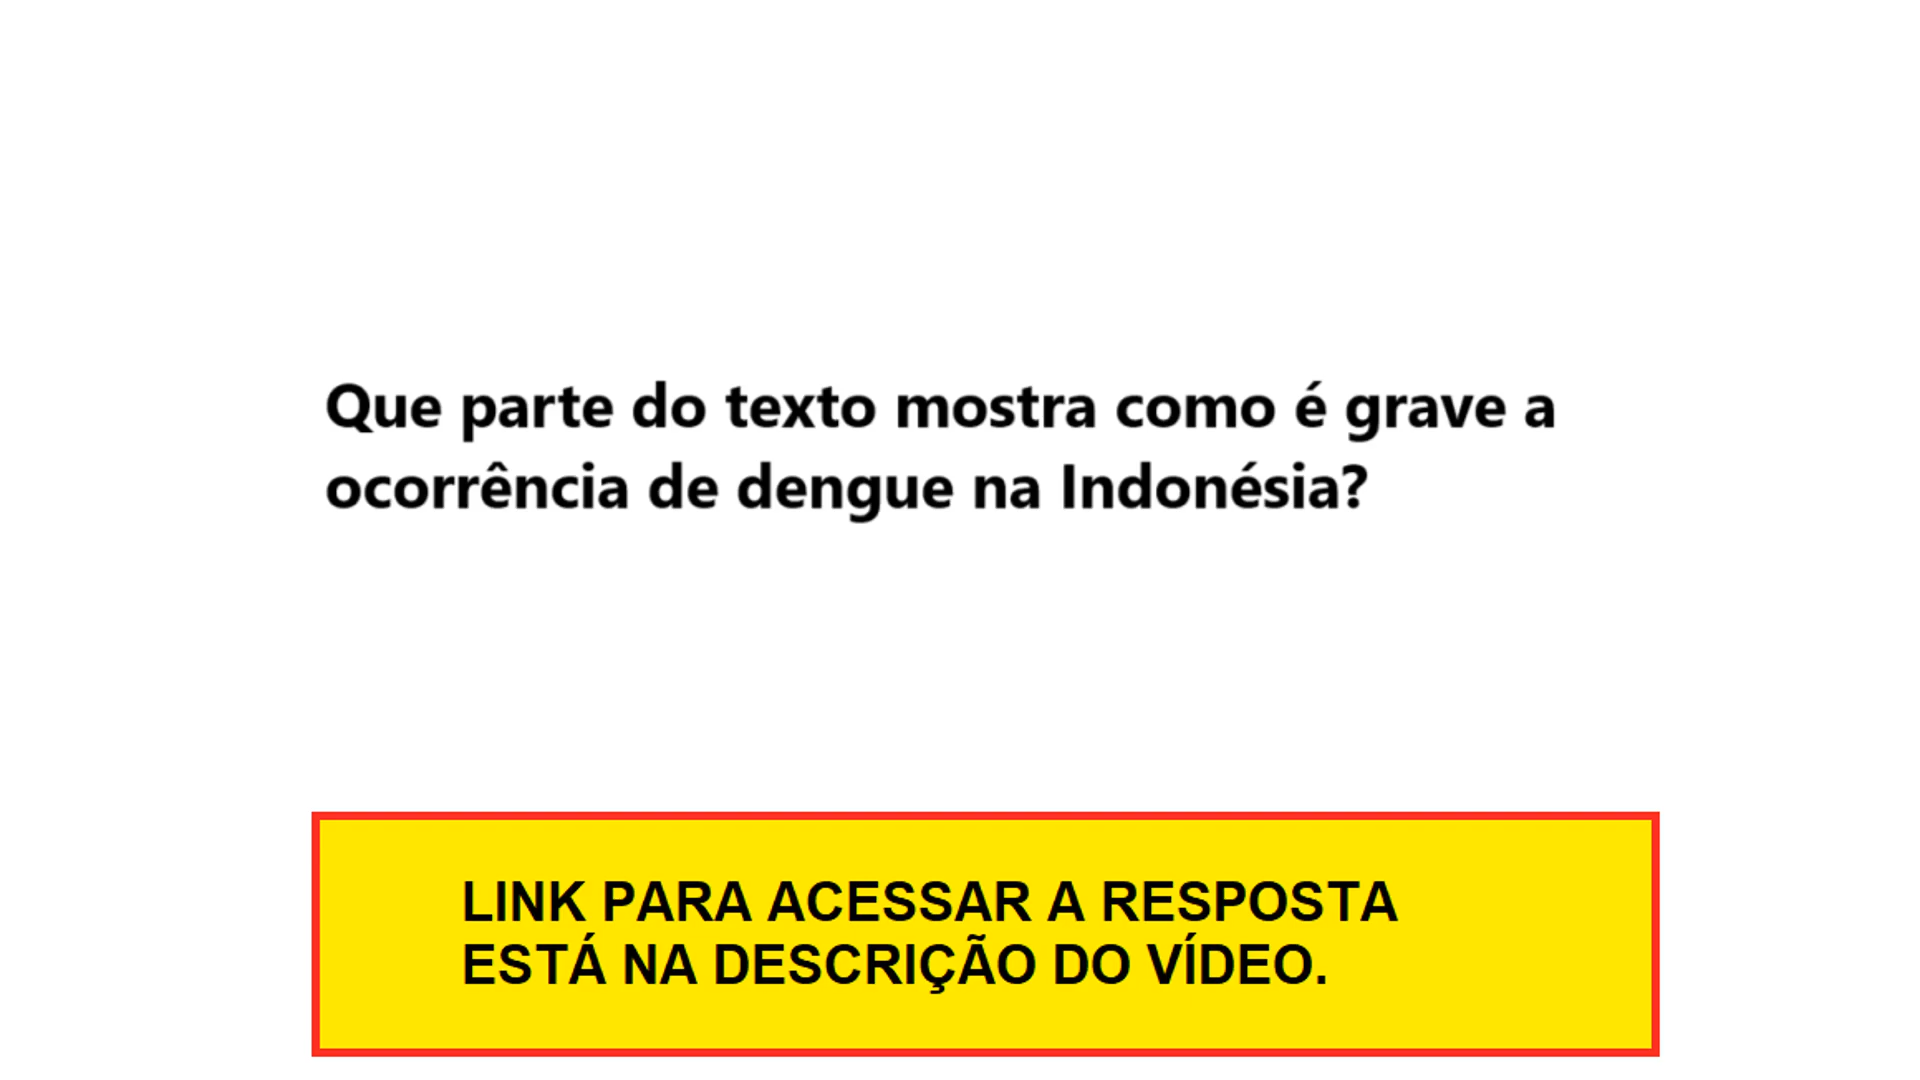 Que parte do texto mostra como é grave a
ocorrência de dengue na Indonésia?
LINK PARA ACESSAR A RESPOSTA
ESTÁ NA DESCRIÇÃO DO VÍDEO.